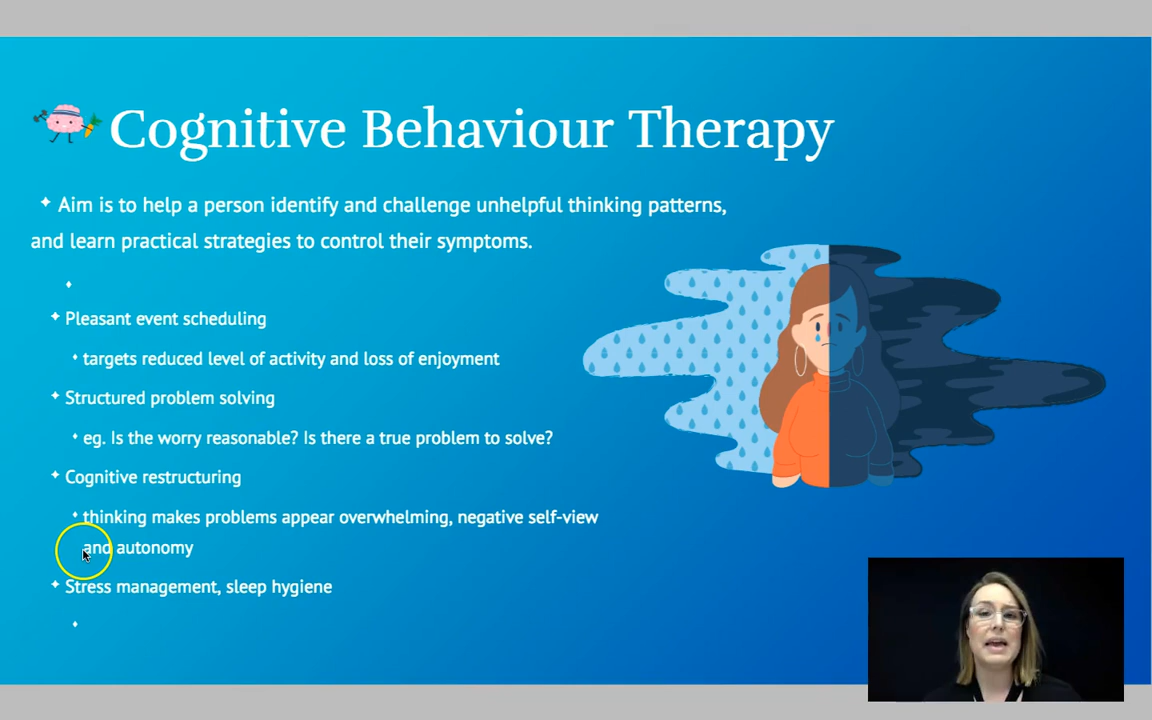 Cognitive Behaviour Therapy
Aim is to help a person identify and challenge unhelpful thinking patterns,
and learn practical strategies to control their symptoms.
Pleasant event scheduling
targets reduced level of activity and loss of enjoyment
Structured problem solving
eg. Is the worry reasonable? Is there a true problem to solve?
Cognitive restructuring
thinking makes problems appear overwhelming, negative self-view
and autonomy
Stress management, sleep hygiene